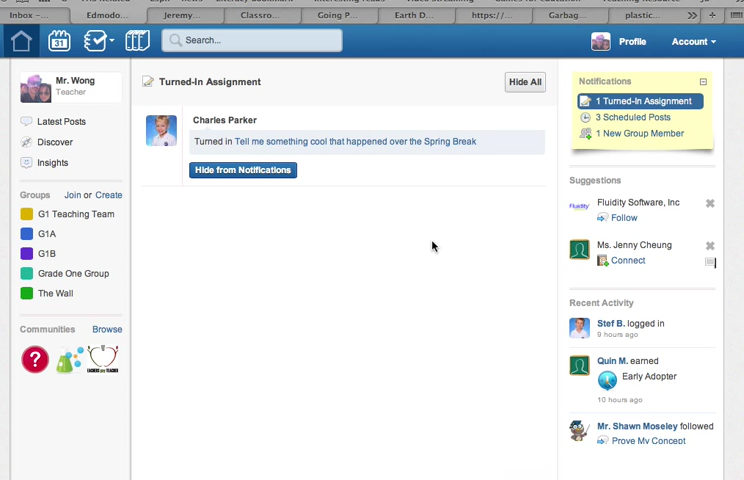 Inbox –...
Edmodo...
Jeremy...
Classro...
Going P...
Earth D...
https://...
Garbag...
plastic...
31
Search...
Profile
Account
Mr. Wong
Teacher
Latest Posts
Discover
Insights
Groups Join or Create
G1 Teaching Team
G1A
G1B
Grade One Group
The Wall
Communities Browse
?
Turned-In Assignment
Hide All
Charles Parker
Turned in Tell me something cool that happened over the Spring Break
Hide from Notifications
Notifications
1 Turned-In Assignment
3 Scheduled Posts
1 New Group Member
Suggestions
Fluidity
Fluidity Software, Inc
Follow
Ms. Jenny Cheung
Connect
Recent Activity
Stef B. logged in
9 hours ago
Quin M. earned
Early Adopter
10 hours ago
Mr. Shawn Moseley followed
Prove My Concept